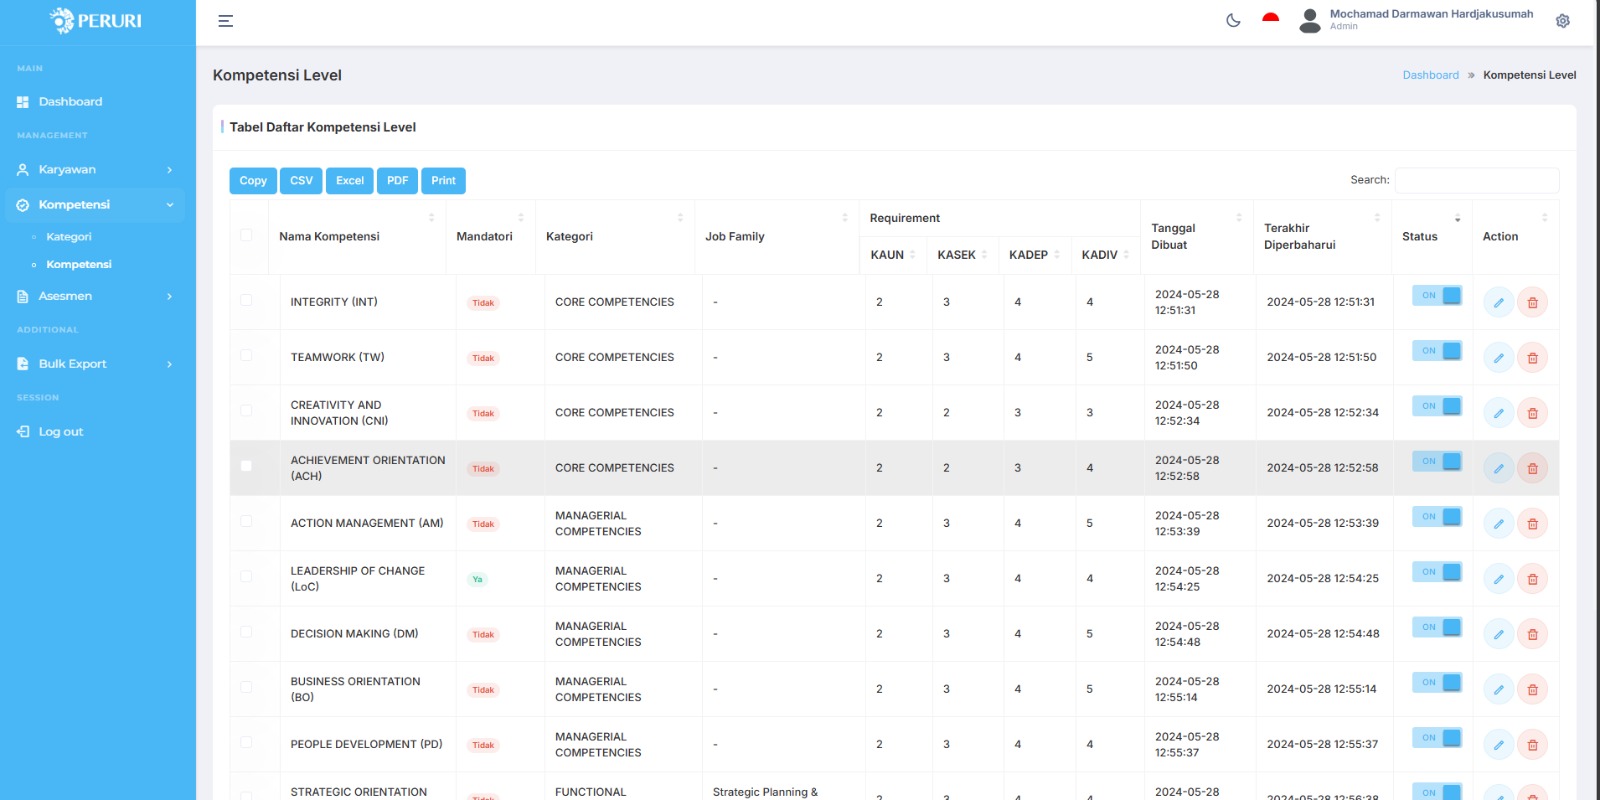 PERURI
Mochamad Darmawan Hardjakusumah
Admin
MAIN
Dashboard
MANAGEMENT
Karyawan
Kompetensi
Kategori
Kompetensi
Asesmen
ADDITIONAL
Bulk Export
SESSION
Log out
Kompetensi Level
Dashboard » Kompetensi Level
Tabel Daftar Kompetensi Level
Copy CSV Excel PDF Print
Search:
Nama Kompetensi Mandatori Kategori Job Family Requirement Tanggal Dibuat Terakhir Diperbaharui Status Action
KAUN KASEK KADEP KADIV
INTEGRITY (INT) Tidak CORE COMPETENCIES - 2 3 4 4 2024-05-28 12:51:31 2024-05-28 12:51:31 ON
TEAMWORK (TW) Tidak CORE COMPETENCIES - 2 3 4 5 2024-05-28 12:51:50 2024-05-28 12:51:50 ON
CREATIVITY AND INNOVATION (CNI) Tidak CORE COMPETENCIES - 2 2 3 3 2024-05-28 12:52:34 2024-05-28 12:52:34 ON
ACHIEVEMENT ORIENTATION (ACH) Tidak CORE COMPETENCIES - 2 2 3 4 2024-05-28 12:52:58 2024-05-28 12:52:58 ON
ACTION MANAGEMENT (AM) Tidak MANAGERIAL COMPETENCIES - 2 3 4 5 2024-05-28 12:53:39 2024-05-28 12:53:39 ON
LEADERSHIP OF CHANGE (LoC) Ya MANAGERIAL COMPETENCIES - 2 3 4 4 2024-05-28 12:54:25 2024-05-28 12:54:25 ON
DECISION MAKING (DM) Tidak MANAGERIAL COMPETENCIES - 2 3 4 5 2024-05-28 12:54:48 2024-05-28 12:54:48 ON
BUSINESS ORIENTATION (BO) Tidak MANAGERIAL COMPETENCIES - 2 3 4 5 2024-05-28 12:55:14 2024-05-28 12:55:14 ON
PEOPLE DEVELOPMENT (PD) Tidak MANAGERIAL COMPETENCIES - 2 3 4 4 2024-05-28 12:55:37 2024-05-28 12:55:37 ON
STRATEGIC ORIENTATION Tidak FUNCTIONAL Strategic Planning & 2 3 4 4 2024-05-28 2024-05-28 12:56:38 ON